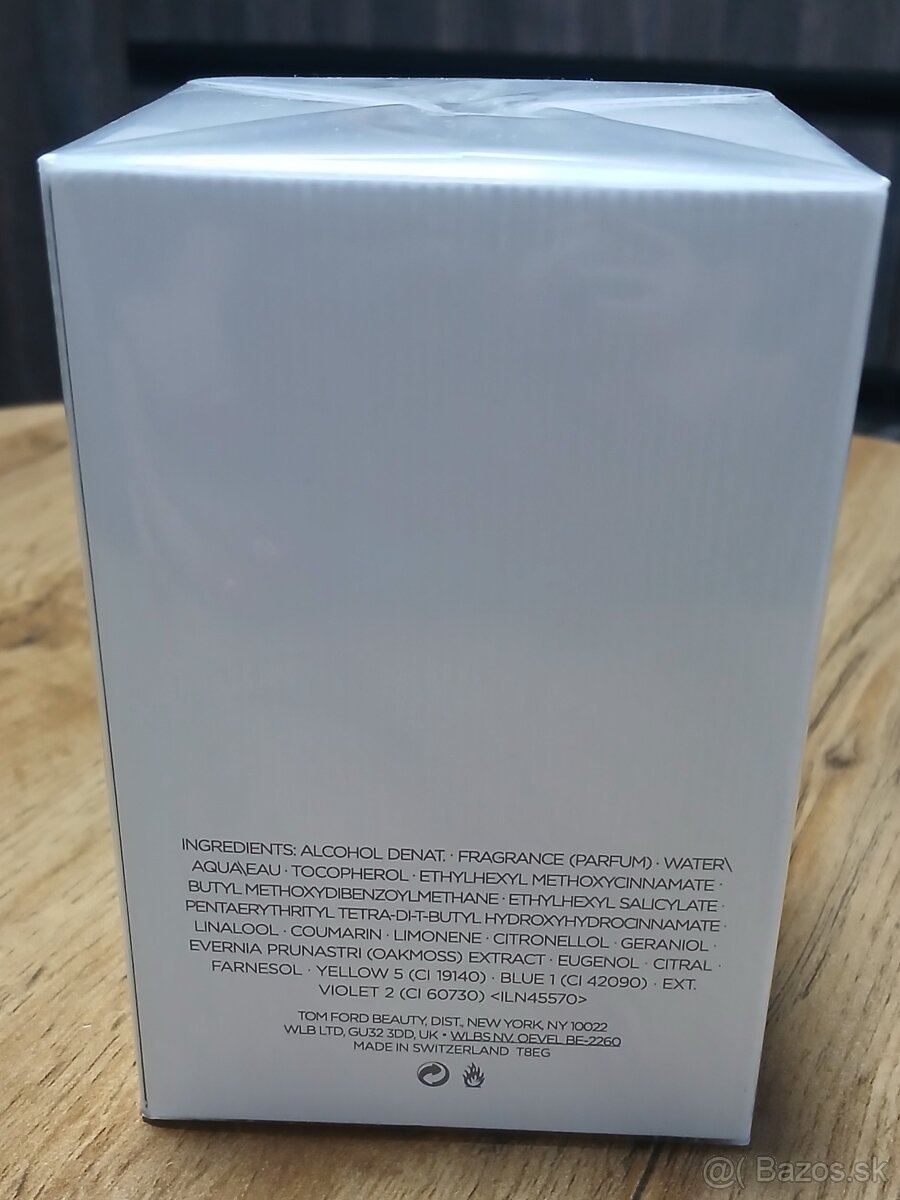 INGREDIENTS: ALCOHOL DENAT. · FRAGRANCE (PARFUM) · WATER\
AQUA\EAU · TOCOPHEROL · ETHYLHEXYL METHOXYCINNAMATE ·
BUTYL METHOXYDIBENZOYLMETHANE · ETHYLHEXYL SALICYLATE ·
PENTAERYTHRITYL TETRA-DI-T-BUTYL HYDROXYHYDROCINNAMATE ·
LINALOOL · COUMARIN · LIMONENE · CITRONELLOL · GERANIOL ·
EVERNIA PRUNASTRI (OAKMOSS) EXTRACT · EUGENOL · CITRAL ·
FARNESOL · YELLOW 5 (CI 19140) · BLUE 1 (CI 42090) · EXT.
VIOLET 2 (CI 60730) <ILN45570>
TOM FORD BEAUTY, DIST., NEW YORK, NY 10022
WLB LTD, GU32 3DD, UK • WLBS NV. OEVEL BE-2260
MADE IN SWITZERLAND T8EG
@( Bazos.sk